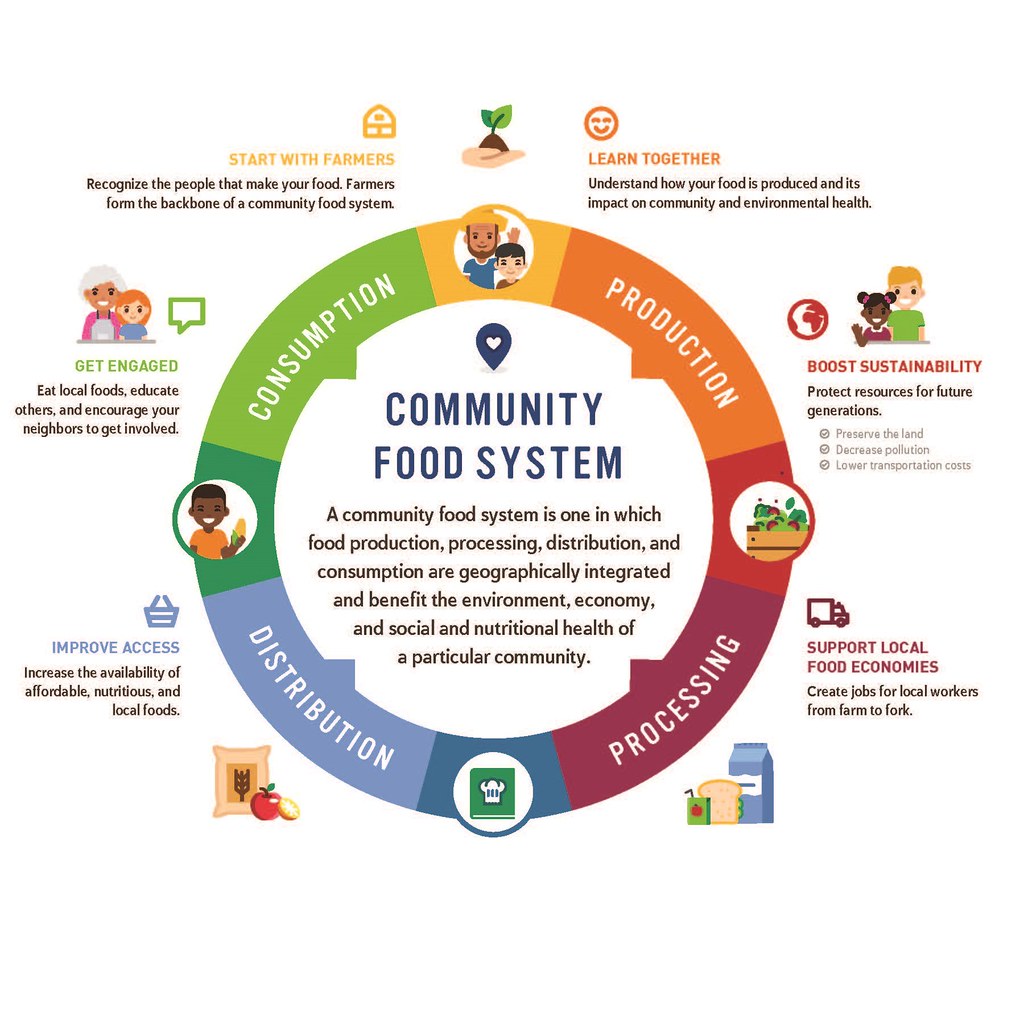 START WITH FARMERS
Recognize the people that make your food. Farmers
form the backbone of a community food system.
LEARN TOGETHER
Understand how your food is produced and its
impact on community and environmental health.
CONSUMPTION
PRODUCTION
GET ENGAGED
Eat local foods, educate
others, and encourage your
neighbors to get involved.
BOOST SUSTAINABILITY
Protect resources for future
generations.
Preserve the land
Decrease pollution
Lower transportation costs
COMMUNITY
FOOD SYSTEM
A community food system is one in which
food production, processing, distribution, and
consumption are geographically integrated
and benefit the environment, economy,
and social and nutritional health of
a particular community.
IMPROVE ACCESS
Increase the availability of
affordable, nutritious, and
local foods.
DISTRIBUTION
PROCESSING
SUPPORT LOCAL
FOOD ECONOMIES
Create jobs for local workers
from farm to fork.